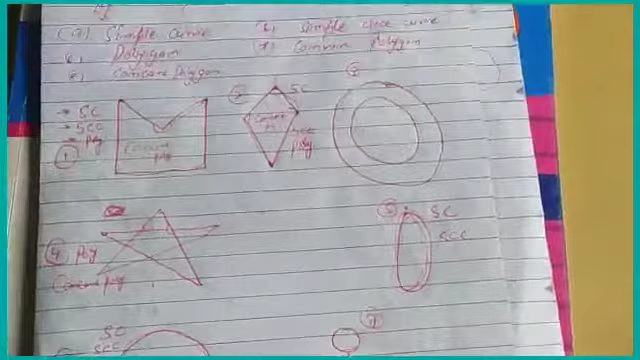 (a) Simple curve (b) Simple close curve
c, Polygon (d) Convex Polygon
e, Concave Polygon
→ SC
→ SCC
→ Poly
①
Concave
poly
②
SC
Convex
SCC
poly
③
④ Poly
Concave poly
⑤ SC
SCC
SC
SCC
⑦